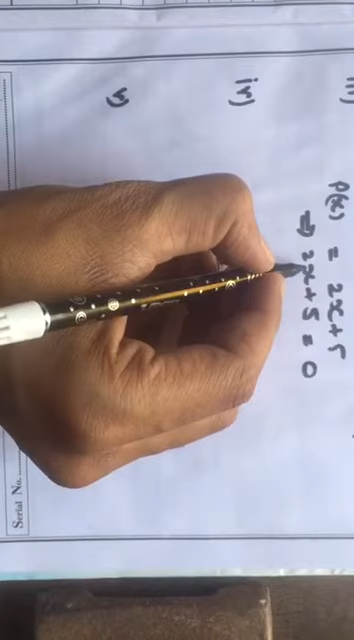 iii)
P(x) = 2x+5
⇒ 2x+5 = 0
iv)
v)
Serial No.